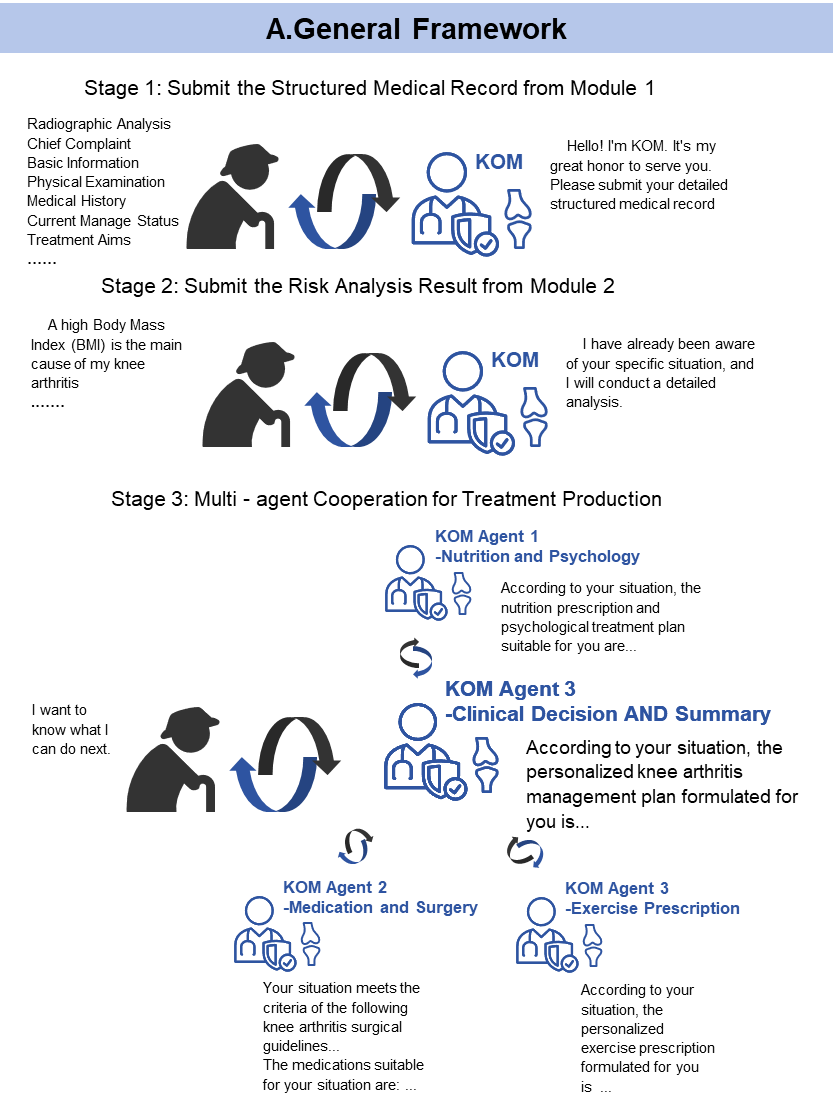 A.General Framework
Stage 1: Submit the Structured Medical Record from Module 1
Radiographic Analysis
Chief Complaint
Basic Information
Physical Examination
Medical History
Current Manage Status
Treatment Aims
......
KOM
Hello! I'm KOM. It's my
great honor to serve you.
Please submit your detailed
structured medical record
Stage 2: Submit the Risk Analysis Result from Module 2
A high Body Mass
Index (BMI) is the main
cause of my knee
arthritis
.......
KOM
I have already been aware
of your specific situation, and
I will conduct a detailed
analysis.
Stage 3: Multi - agent Cooperation for Treatment Production
KOM Agent 1
-Nutrition and Psychology
According to your situation, the
nutrition prescription and
psychological treatment plan
suitable for you are...
I want to
know what I
can do next.
KOM Agent 3
-Clinical Decision AND Summary
According to your situation, the
personalized knee arthritis
management plan formulated for
you is...
KOM Agent 2
-Medication and Surgery
Your situation meets the
criteria of the following
knee arthritis surgical
guidelines...
The medications suitable
for your situation are: ...
KOM Agent 3
-Exercise Prescription
According to your
situation, the
personalized
exercise prescription
formulated for you
is ...